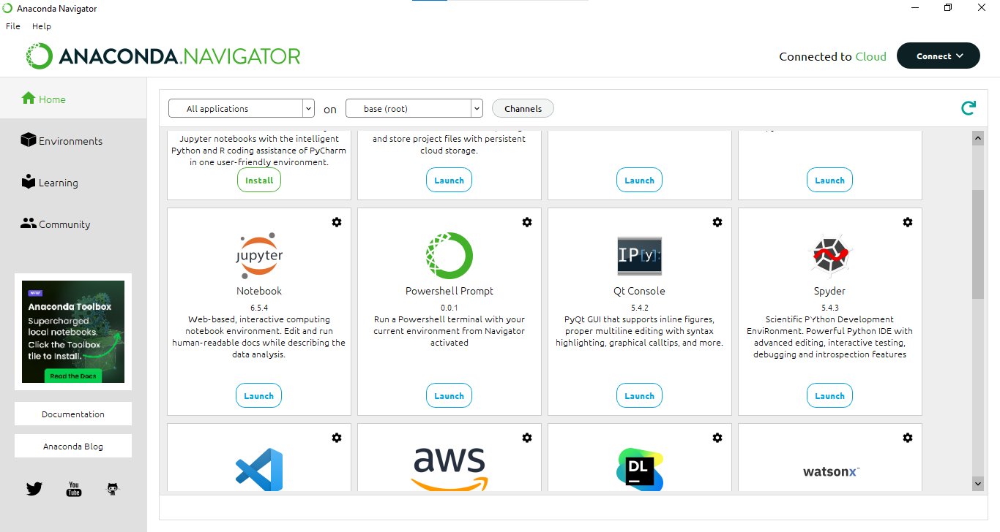 Anaconda Navigator
File Help
ANACONDA.NAVIGATOR
Connected to Cloud
Connect
Home
Environments
Learning
Community
NEW
Anaconda Toolbox
Supercharged
local notebooks.
Click the Toolbox
tile to Install.
Read the Docs
Documentation
Anaconda Blog
You
Tube
All applications
on
base (root)
Channels
Jupyter notebooks with the intelligent
Python and R coding assistance of PyCharm
in one user-friendly environment.
Install
and store project files with persistent
cloud storage.
Launch
Launch
Launch
jupyter
Notebook
6.5.4
Web-based, interactive computing
notebook environment. Edit and run
human-readable docs while describing the
data analysis.
Launch
Powershell Prompt
0.0.1
Run a Powershell terminal with your
current environment from Navigator
activated
Launch
IP[y]:
Qt Console
5.4.2
PyQt GUI that supports inline figures,
proper multiline editing with syntax
highlighting, graphical calltips, and more.
Launch
Spyder
5.4.3
Scientific PYthon Development
EnviRonment. Powerful Python IDE with
advanced editing, interactive testing,
debugging and introspection features
Launch
aws
DL
watsonx™